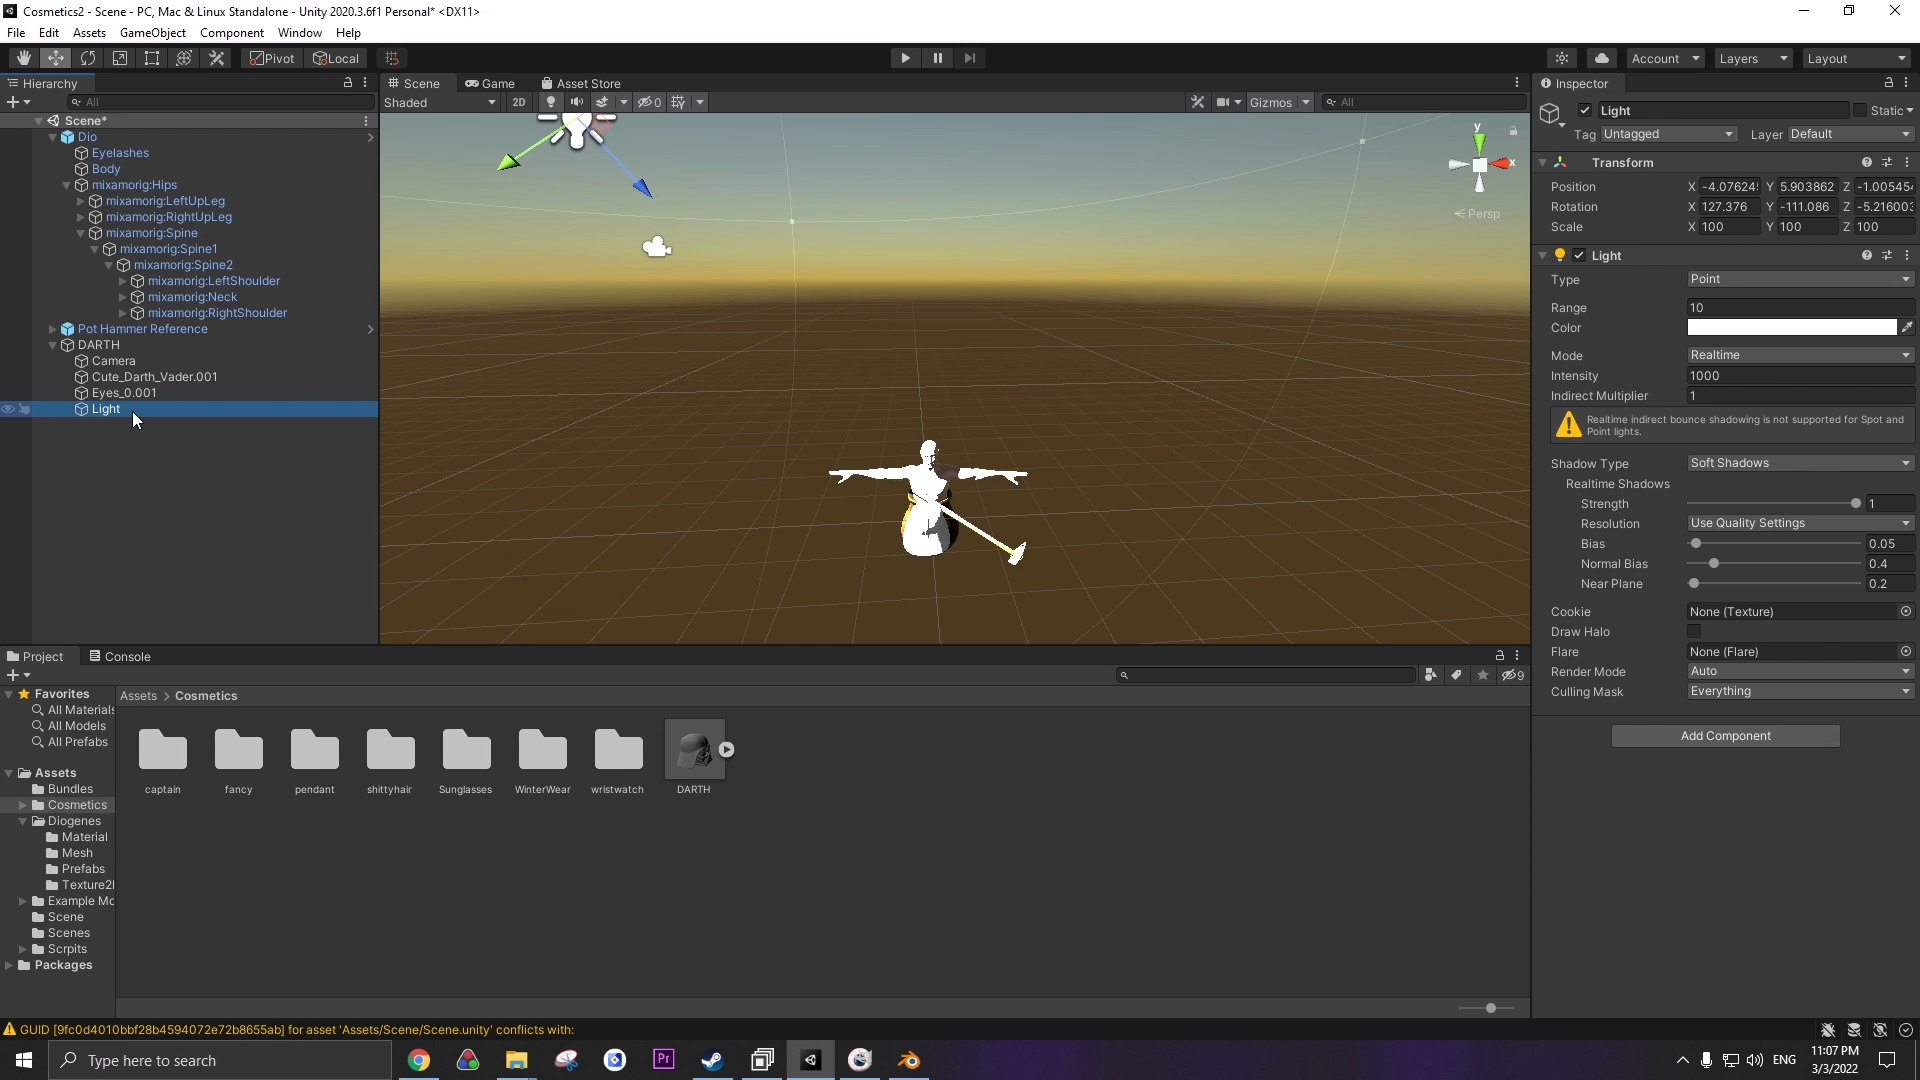 Cosmetics2 - Scene - PC, Mac & Linux Standalone - Unity 2020.3.6f1 Personal* <DX11>
File Edit Assets GameObject Component Window Help
Pivot Local Account Layers Layout
Hierarchy Scene Game Asset Store Inspector
All Shaded 2D 0 Gizmos All
Light Static
Tag Untagged Layer Default
Scene*
Dio
Eyelashes
Body
mixamorig:Hips
mixamorig:LeftUpLeg
mixamorig:RightUpLeg
mixamorig:Spine
mixamorig:Spine1
mixamorig:Spine2
mixamorig:LeftShoulder
mixamorig:Neck
mixamorig:RightShoulder
Pot Hammer Reference
DARTH
Camera
Cute_Darth_Vader.001
Eyes_0.001
Light
y
x
Persp
Transform
Position X -4.07624 Y 5.903862 Z -1.00545
Rotation X 127.376 Y -111.086 Z -5.21600
Scale X 100 Y 100 Z 100
Light
Type Point
Range 10
Color
Mode Realtime
Intensity 1000
Indirect Multiplier 1
Realtime indirect bounce shadowing is not supported for Spot and
Point lights.
Shadow Type Soft Shadows
Realtime Shadows
Strength 1
Resolution Use Quality Settings
Bias 0.05
Normal Bias 0.4
Near Plane 0.2
Cookie None (Texture)
Draw Halo
Flare None (Flare)
Render Mode Auto
Culling Mask Everything
Add Component
Project Console
9
Favorites
All Materials
All Models
All Prefabs
Assets
Bundles
Cosmetics
Diogenes
Material
Mesh
Prefabs
Texture2
Example Mo
Scene
Scenes
Scrpits
Packages
Assets > Cosmetics
captain fancy pendant shittyhair Sunglasses WinterWear wristwatch DARTH
GUID [9fc0d4010bbf28b4594072e72b8655ab] for asset 'Assets/Scene/Scene.unity' conflicts with:
Type here to search
Pr
ENG
11:07 PM
3/3/2022